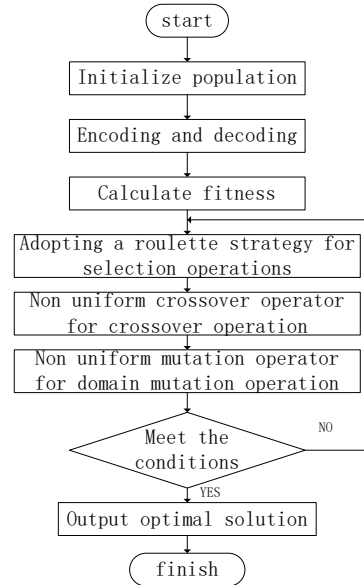 start
Initialize population
Encoding and decoding
Calculate fitness
Adopting a roulette strategy for
selection operations
Non uniform crossover operator
for crossover operation
Non uniform mutation operator
for domain mutation operation
Meet the
conditions
NO
YES
Output optimal solution
finish